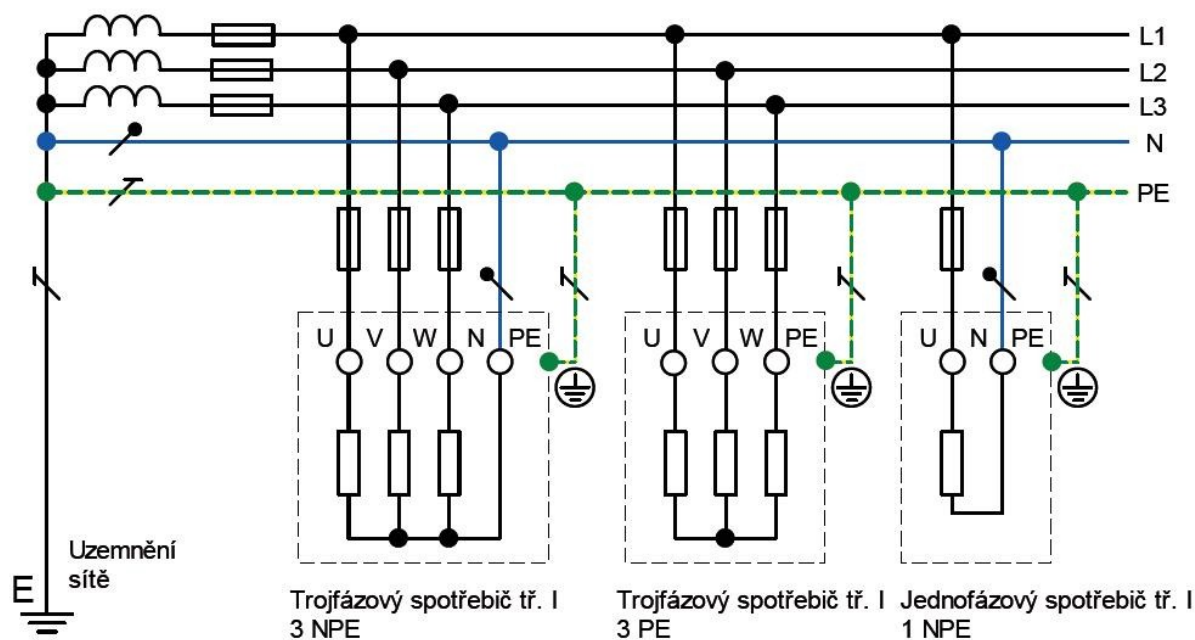 L1
L2
L3
N
PE
U V W N PE
U V W PE
U N PE
Uzemnění
sítě
E
Trojfázový spotřebič tř. I
3 NPE
Trojfázový spotřebič tř. I
3 PE
Jednofázový spotřebič tř. I
1 NPE